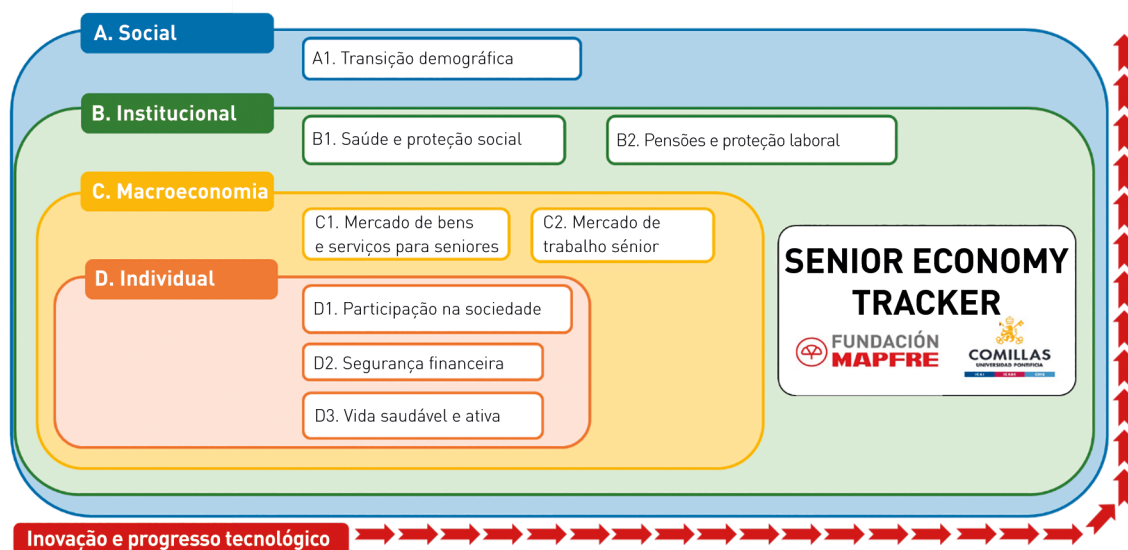 A. Social
A1. Transição demográfica
B. Institucional
B1. Saúde e proteção social
B2. Pensões e proteção laboral
C. Macroeconomia
C1. Mercado de bens
e serviços para seniores
C2. Mercado de
trabalho sénior
D. Individual
D1. Participação na sociedade
D2. Segurança financeira
D3. Vida saudável e ativa
SENIOR ECONOMY
TRACKER
FUNDACIÓN
MAPFRE
COMILLAS
UNIVERSIDAD PONTIFICIA
Inovação e progresso tecnológico